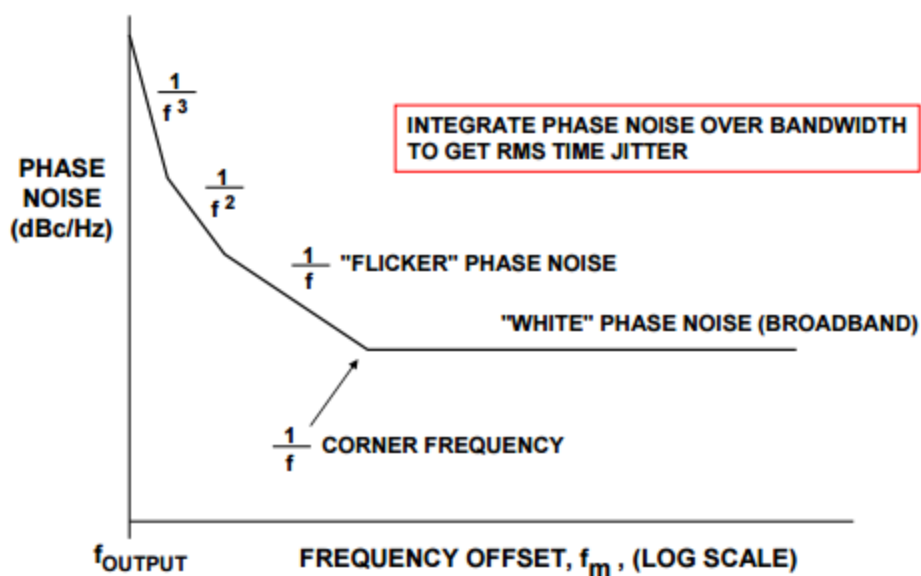 1
f 3
INTEGRATE PHASE NOISE OVER BANDWIDTH
TO GET RMS TIME JITTER
PHASE
NOISE
(dBc/Hz)
1
f 2
1
f
"FLICKER" PHASE NOISE
"WHITE" PHASE NOISE (BROADBAND)
1
f
CORNER FREQUENCY
fOUTPUT
FREQUENCY OFFSET, fm , (LOG SCALE)